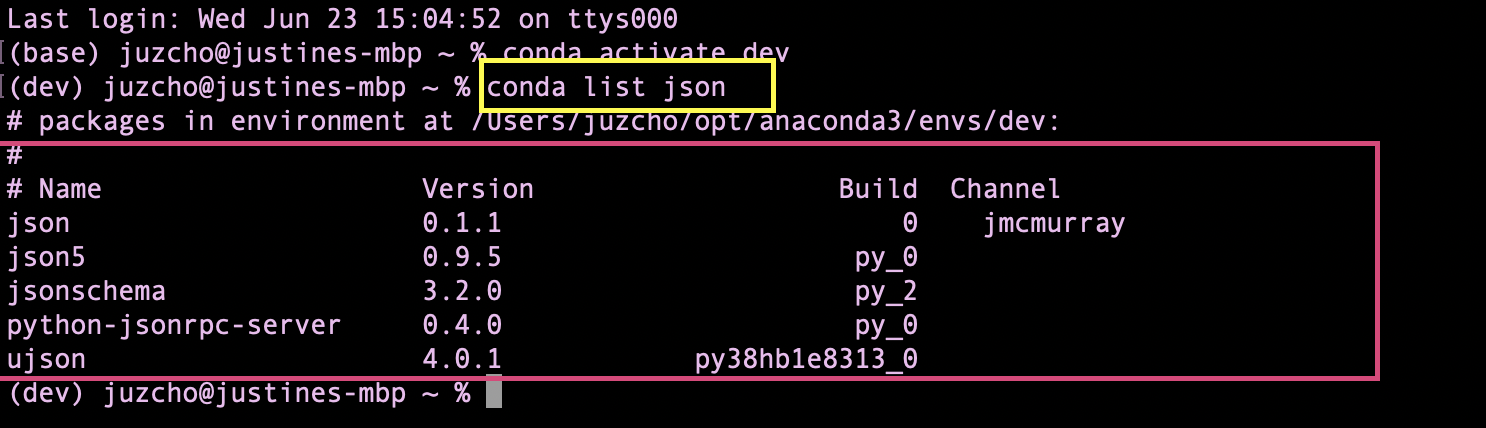 Last login: Wed Jun 23 15:04:52 on ttys000
(base) juzcho@justines-mbp ~ % conda activate dev
(dev) juzcho@justines-mbp ~ % conda list json
# packages in environment at /Users/juzcho/opt/anaconda3/envs/dev:
#
# Name                    Version                   Build  Channel
json                      0.1.1                         0    jmcmurray
json5                     0.9.5                      py_0
jsonschema                3.2.0                      py_2
python-jsonrpc-server     0.4.0                      py_0
ujson                     4.0.1            py38hb1e8313_0
(dev) juzcho@justines-mbp ~ %